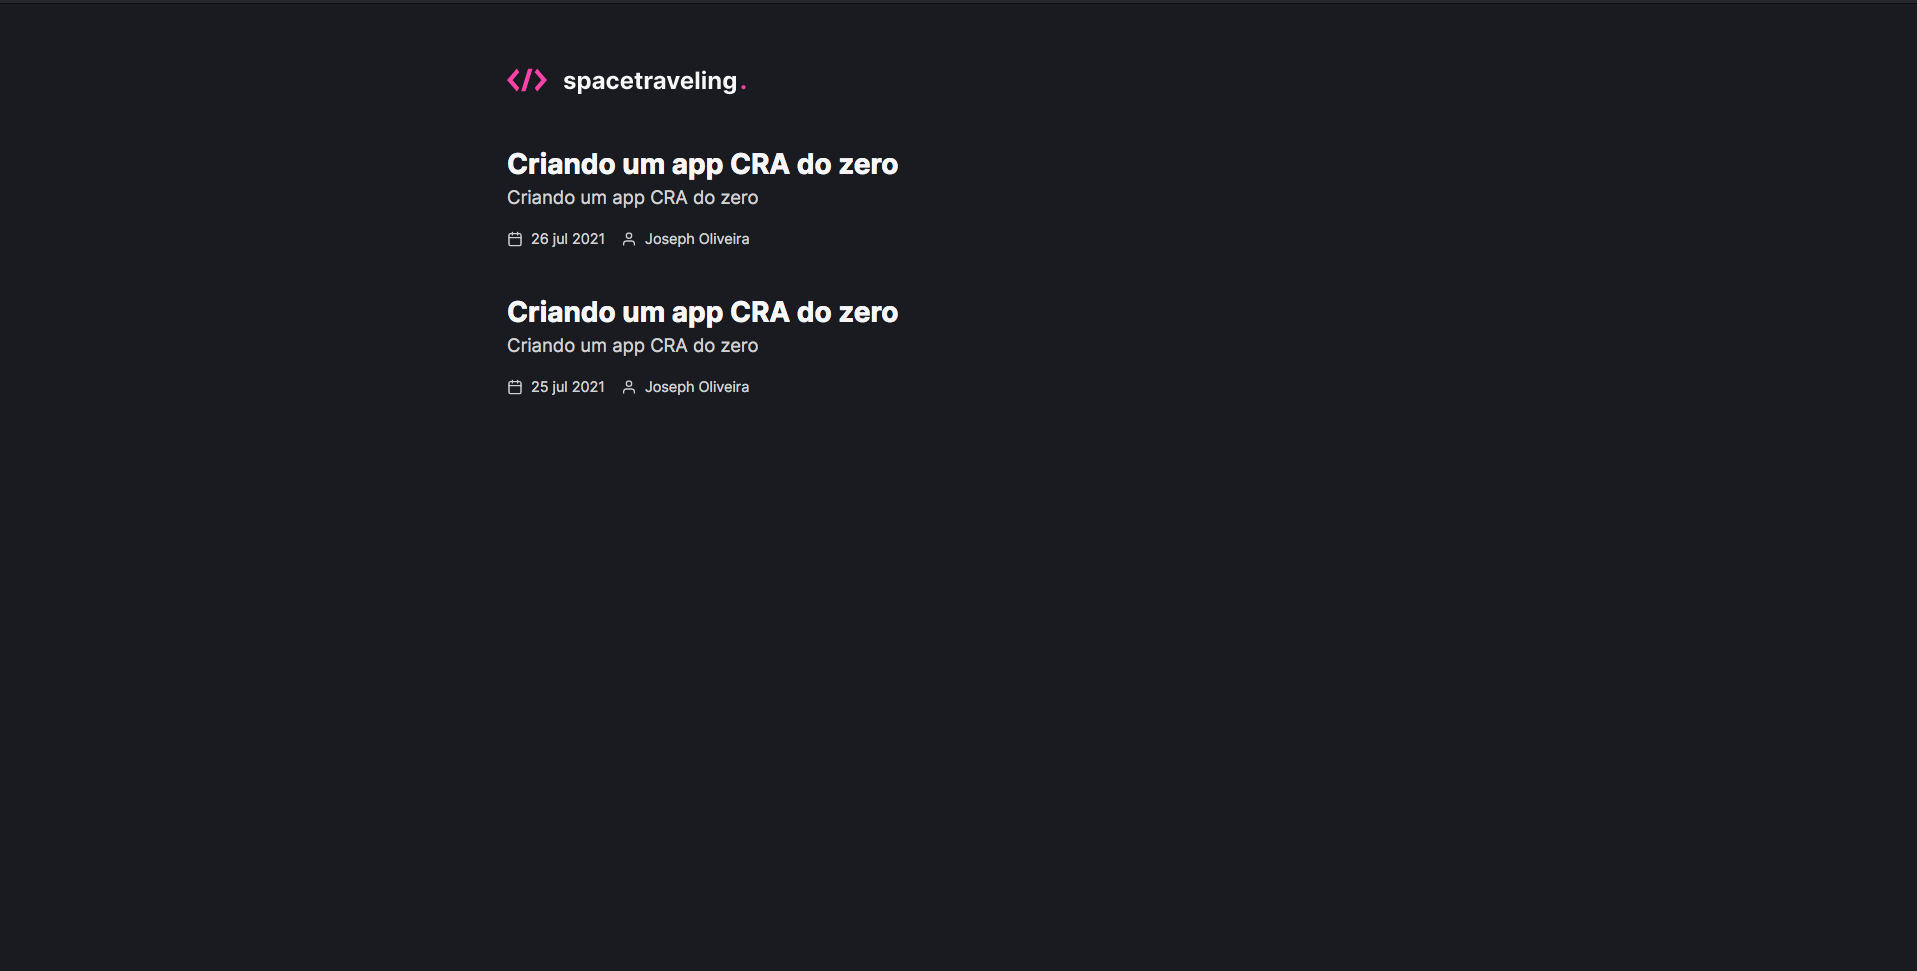 </> spacetraveling.
Criando um app CRA do zero
Criando um app CRA do zero
26 jul 2021 Joseph Oliveira
Criando um app CRA do zero
Criando um app CRA do zero
25 jul 2021 Joseph Oliveira